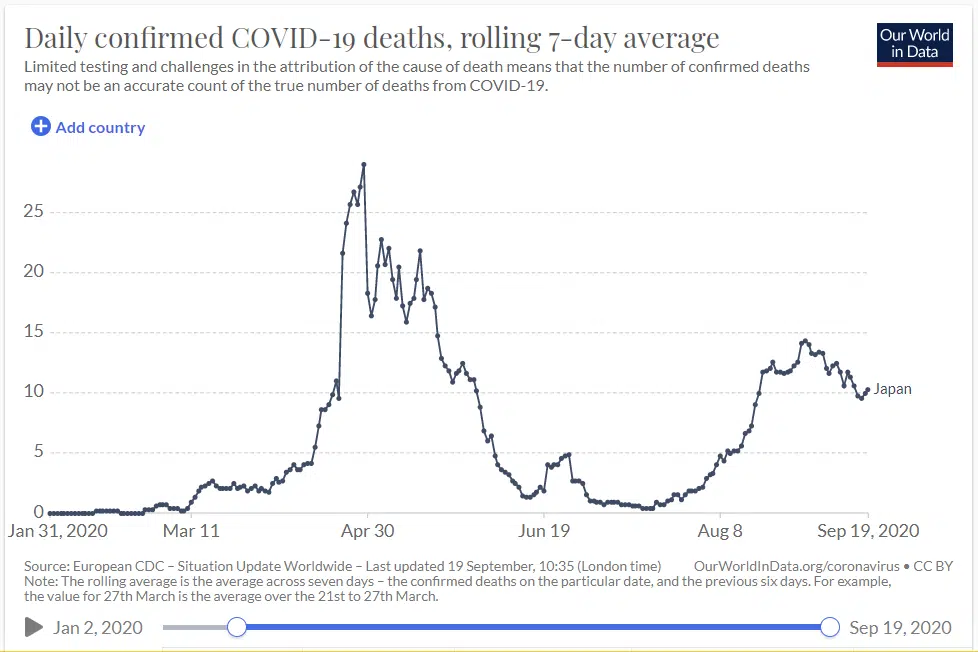 Daily confirmed COVID-19 deaths, rolling 7-day average
Our World
in Data
Limited testing and challenges in the attribution of the cause of death means that the number of confirmed deaths
may not be an accurate count of the true number of deaths from COVID-19.
Add country
25
20
15
10
5
0
Japan
Jan 31, 2020 Mar 11 Apr 30 Jun 19 Aug 8 Sep 19, 2020
Source: European CDC – Situation Update Worldwide – Last updated 19 September, 10:35 (London time) OurWorldInData.org/coronavirus • CC BY
Note: The rolling average is the average across seven days – the confirmed deaths on the particular date, and the previous six days. For example,
the value for 27th March is the average over the 21st to 27th March.
Jan 2, 2020 Sep 19, 2020